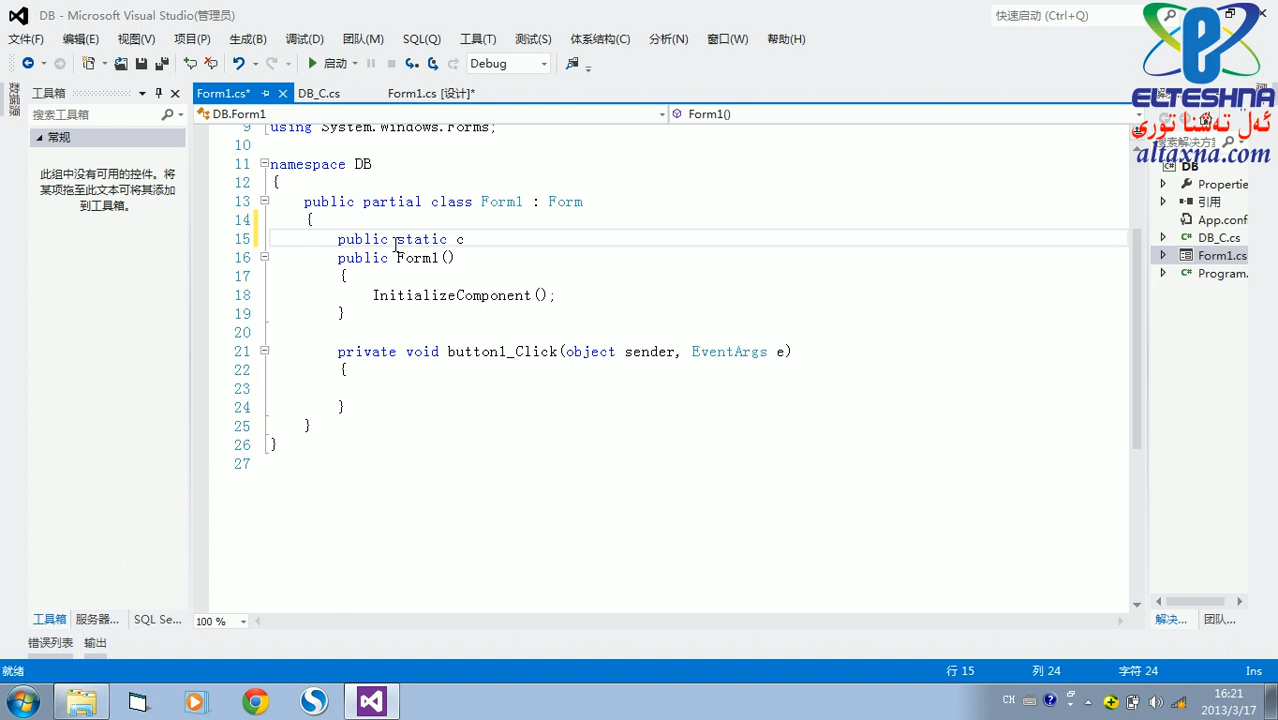 DB - Microsoft Visual Studio(管理员)
快速启动 (Ctrl+Q)
文件(F) 编辑(E) 视图(V) 项目(P) 生成(B) 调试(D) 团队(M) SQL(Q) 工具(T) 测试(S) 体系结构(C) 分析(N) 窗口(W) 帮助(H)
启动 Debug
e
ELTESHNA
ئەل تەشنا تورى
altaxna.com
工具箱
搜索工具箱
常规
此组中没有可用的控件。将
某项拖至此文本可将其添加
到工具箱。
Form1.cs* DB_C.cs Form1.cs [设计]*
DB.Form1 Form1()
9 using System.Windows.Forms;
10
11 namespace DB
12 {
13 public partial class Form1 : Form
14 {
15 public static c
16 public Form1()
17 {
18 InitializeComponent();
19 }
20
21 private void button1_Click(object sender, EventArgs e)
22 {
23
24 }
25 }
26 }
27
100 %
搜索解决方
DB
Propertie
引用
App.conf
DB_C.cs
Form1.cs
Program.
工具箱 服务器... SQL Se...
解决... 团队...
错误列表 输出
就绪 行 15 列 24 字符 24 Ins
CH 16:21
2013/3/17